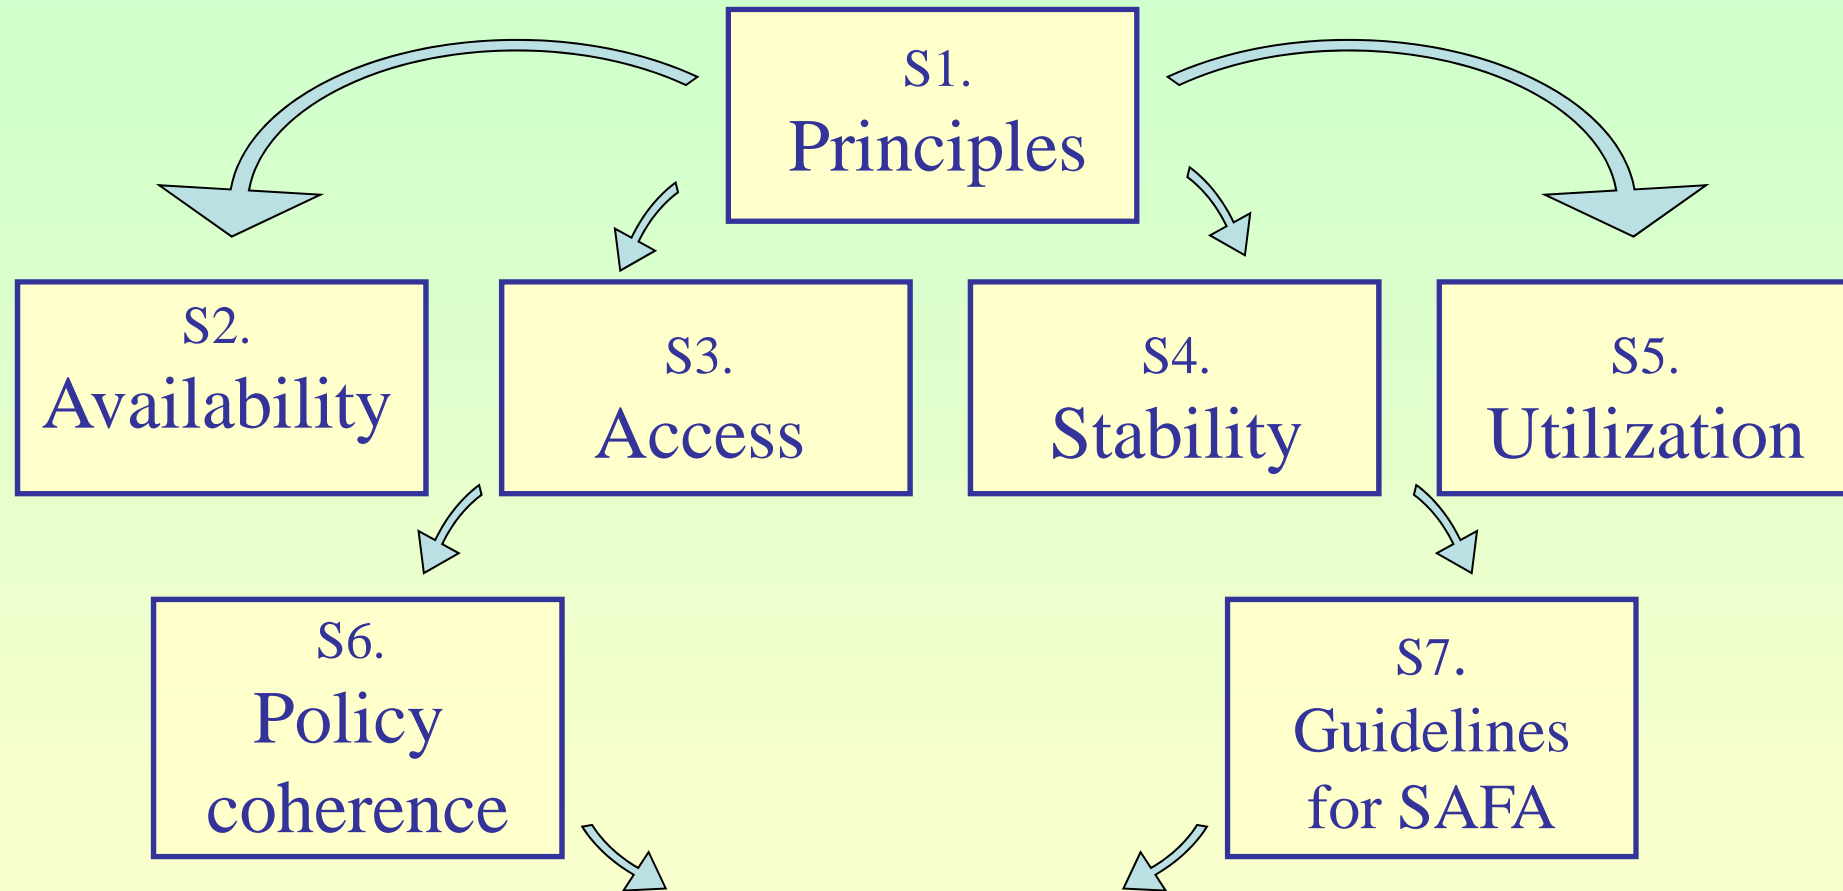 S1.
Principles
S2.
Availability
S3.
Access
S4.
Stability
S5.
Utilization
S6.
Policy
coherence
S7.
Guidelines
for SAFA